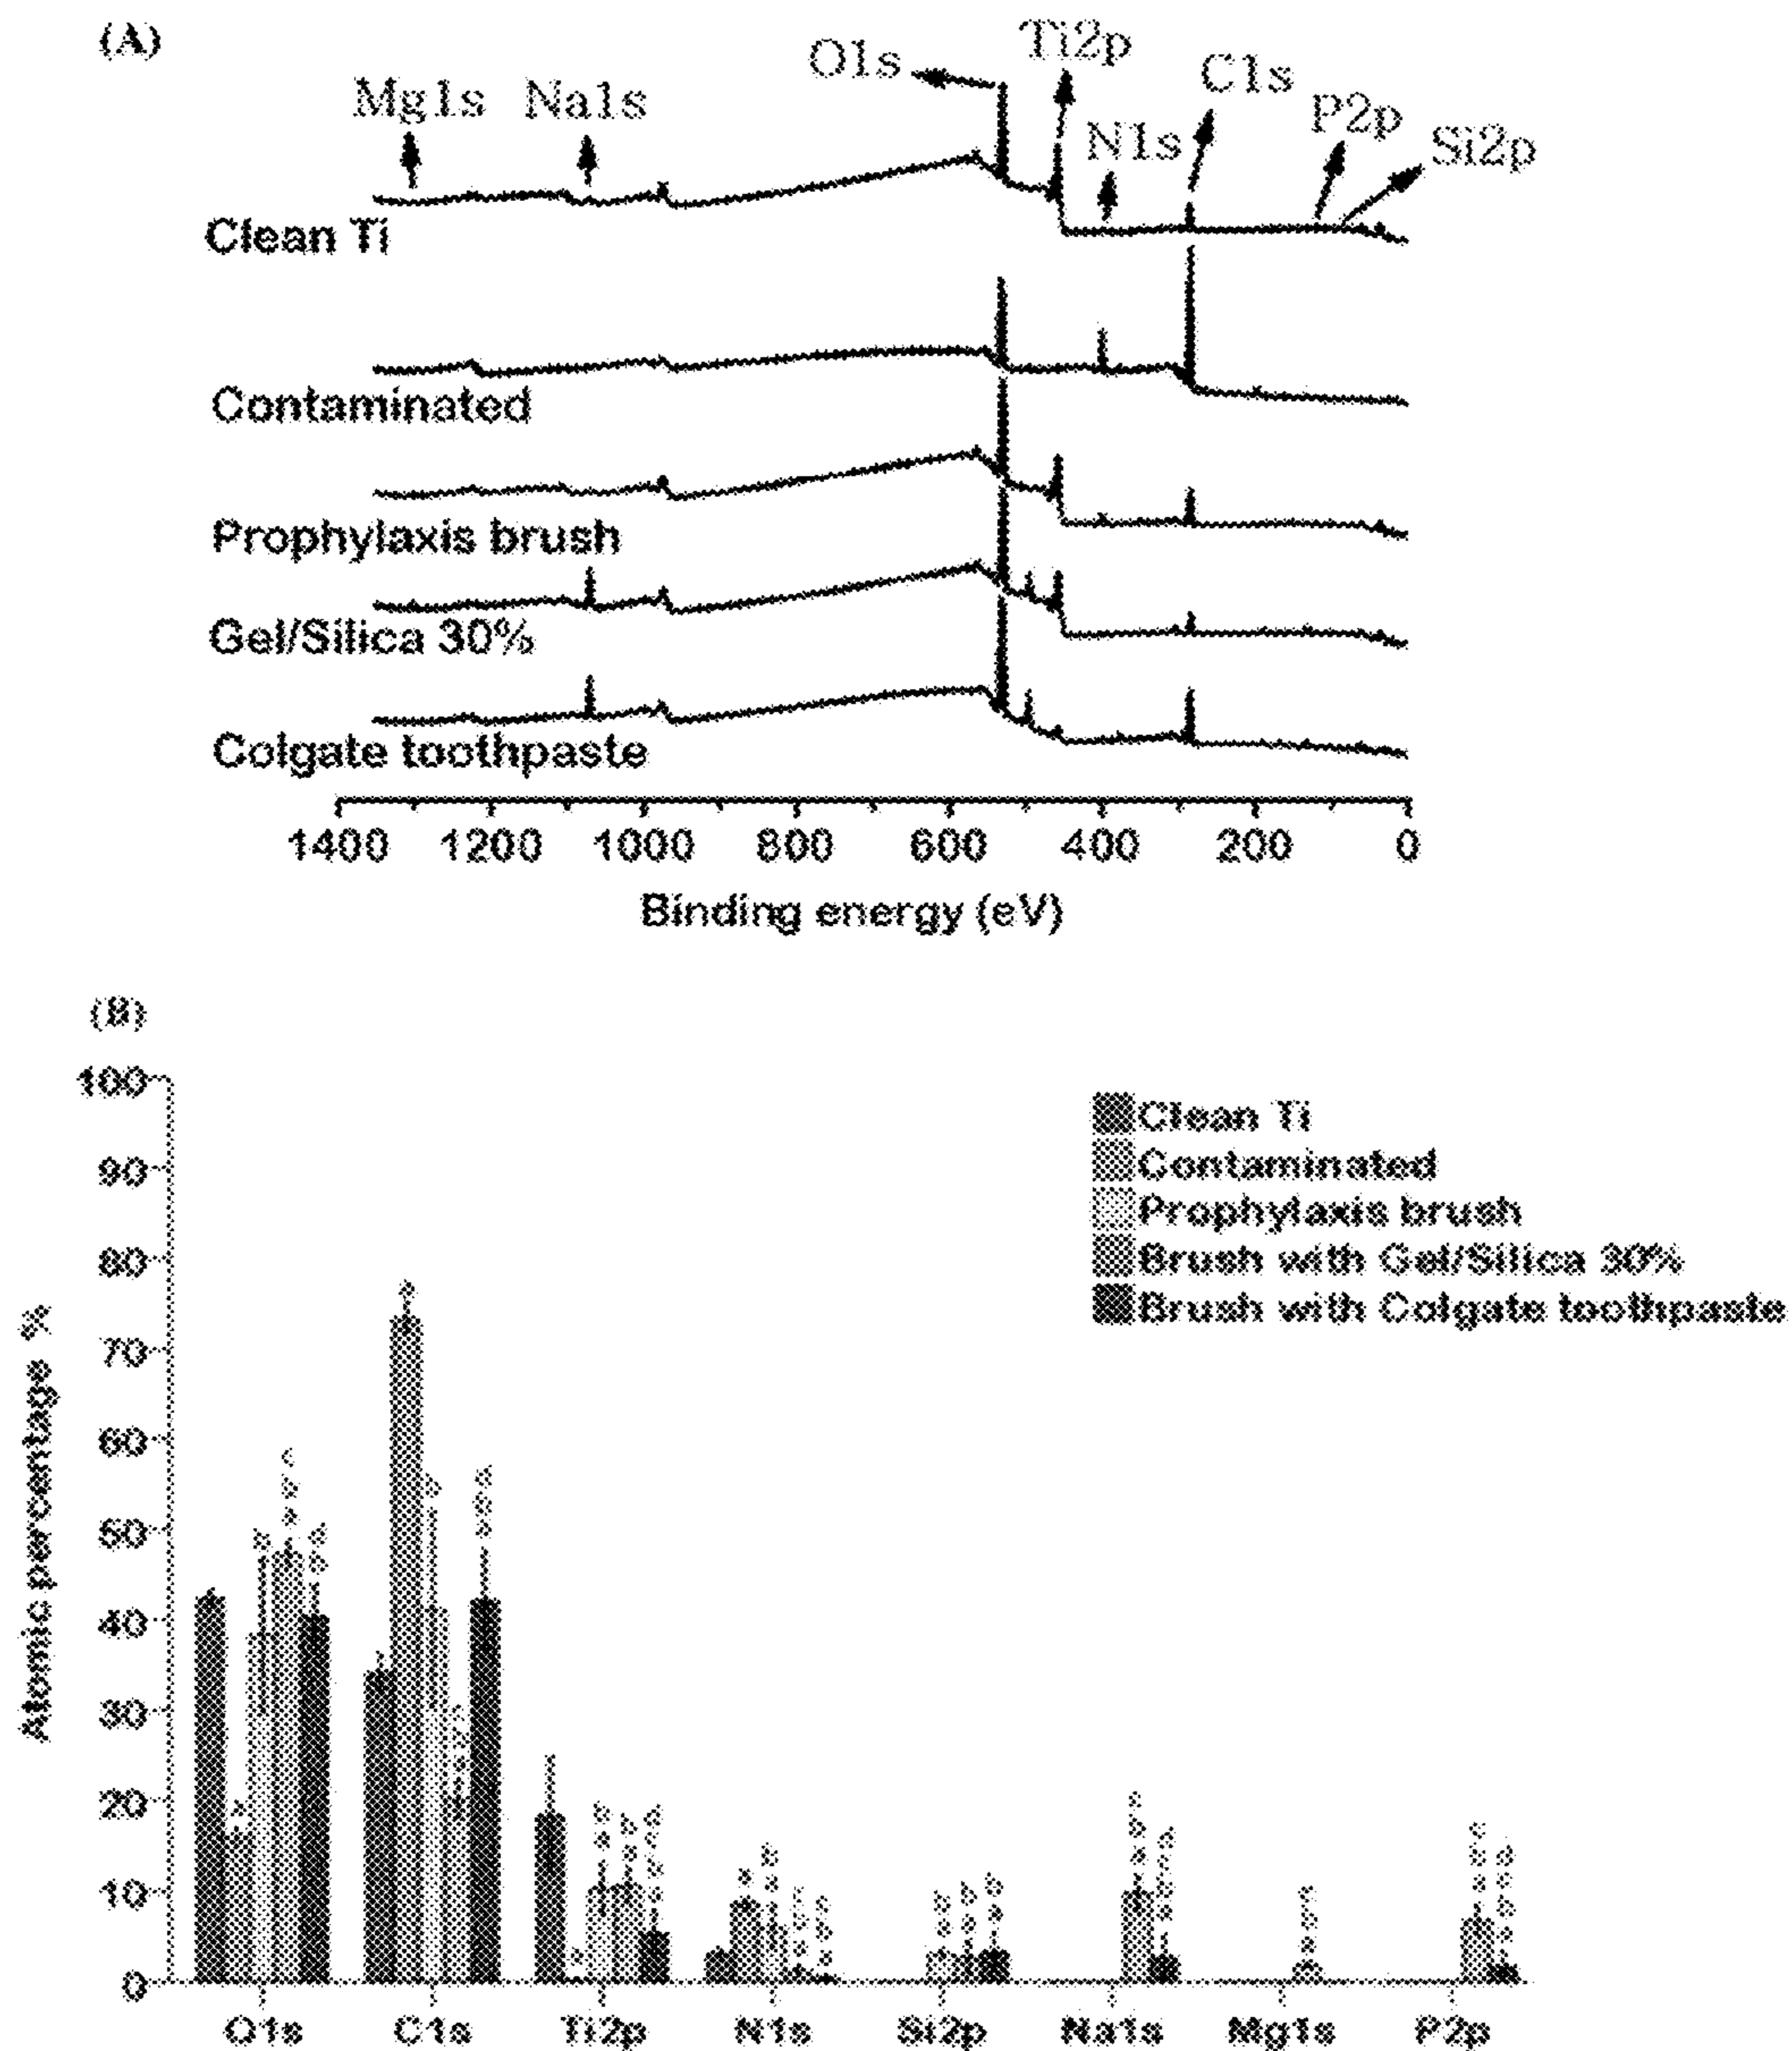 (A)
O1s
Ti2p
C1s
Mg1s
Na1s
N1s
P2p
Si2p
Clean Ti
Contaminated
Prophylaxis brush
Gel/Silica 30%
Colgate toothpaste
1400 1200 1000 800 600 400 200 0
Binding energy (eV)
(B)
100
90
80
70
60
50
40
30
20
10
0
Atomic percentage %
Clean Ti
Contaminated
Prophylaxis brush
Brush with Gel/Silica 30%
Brush with Colgate toothpaste
O1s C1s Ti2p N1s Si2p Na1s Mg1s P2p